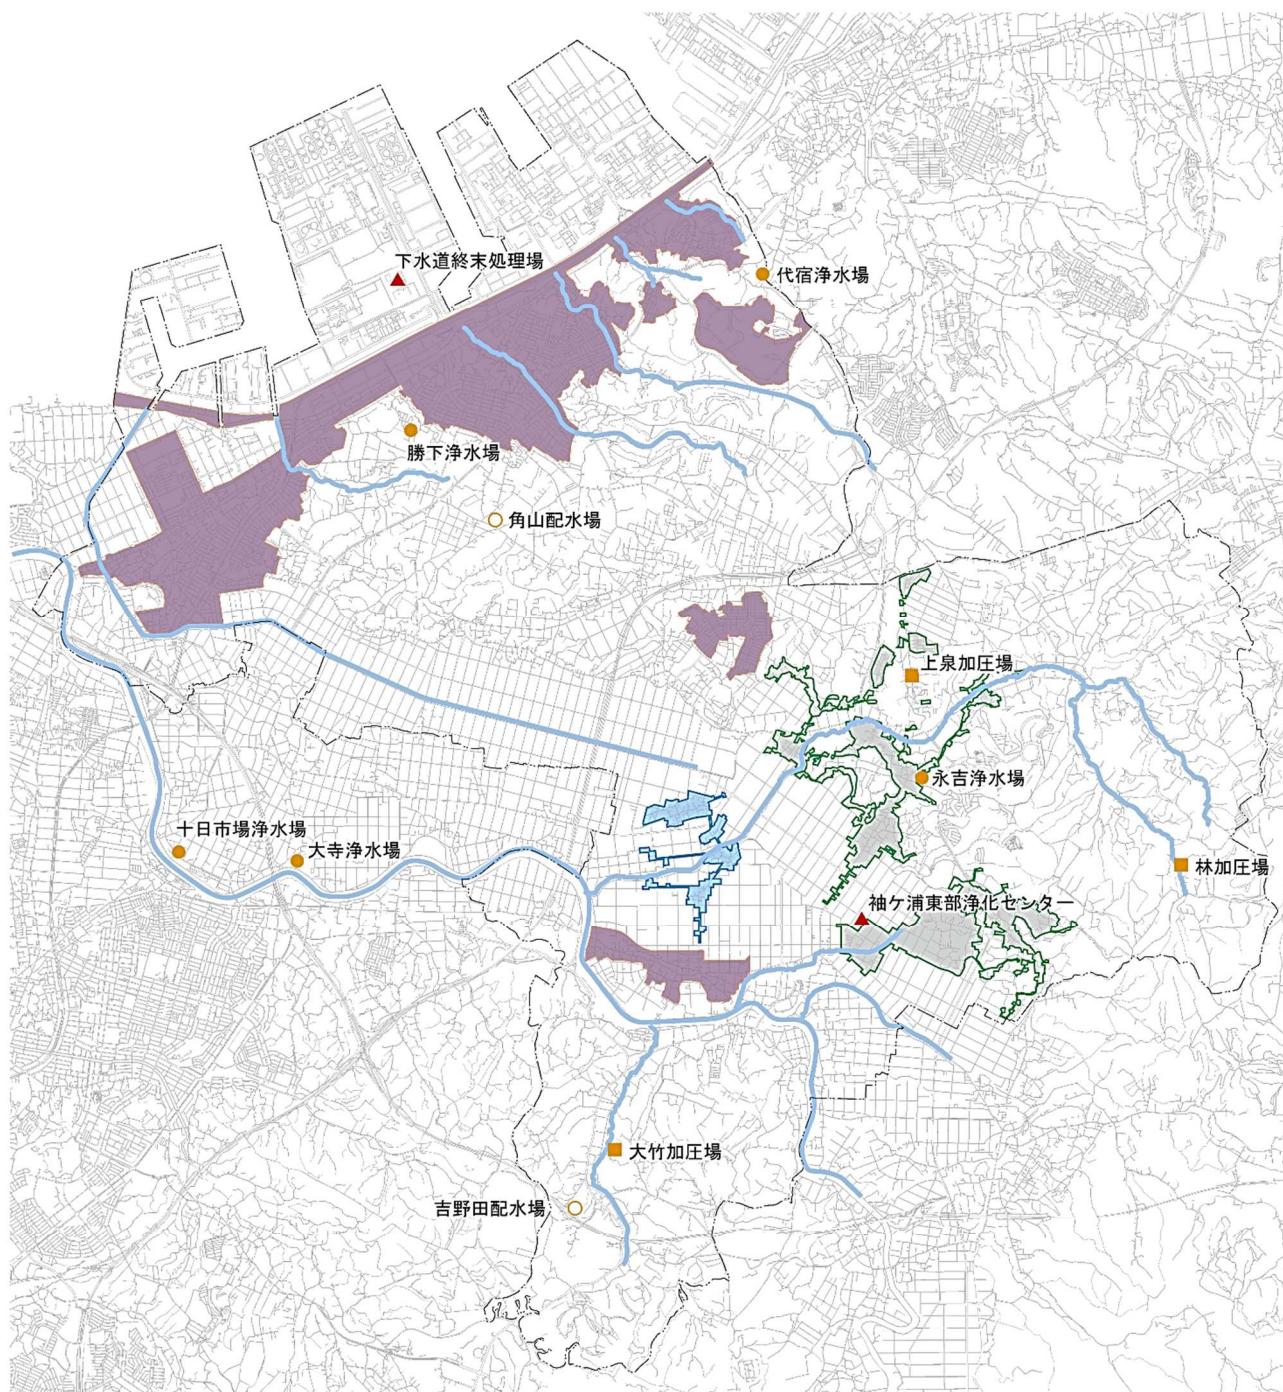 下水道終末処理場
代宿浄水場
勝下浄水場
角山配水場
上泉加圧場
永吉浄水場
十日市場浄水場
大寺浄水場
林加圧場
袖ケ浦東部浄化センター
大竹加圧場
吉野田配水場